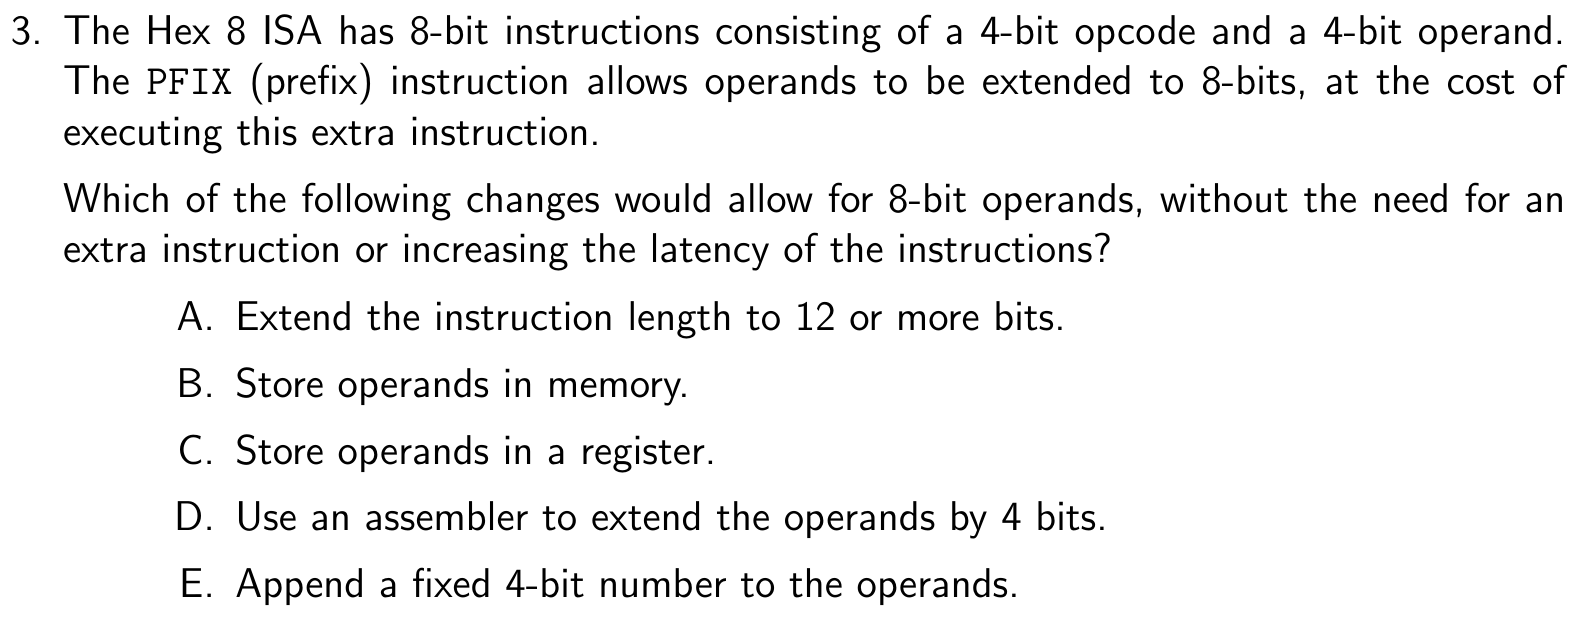 3. The Hex 8 ISA has 8-bit instructions consisting of a 4-bit opcode and a 4-bit operand.
The PFIX (prefix) instruction allows operands to be extended to 8-bits, at the cost of
executing this extra instruction.
Which of the following changes would allow for 8-bit operands, without the need for an
extra instruction or increasing the latency of the instructions?
A. Extend the instruction length to 12 or more bits.
B. Store operands in memory.
C. Store operands in a register.
D. Use an assembler to extend the operands by 4 bits.
E. Append a fixed 4-bit number to the operands.